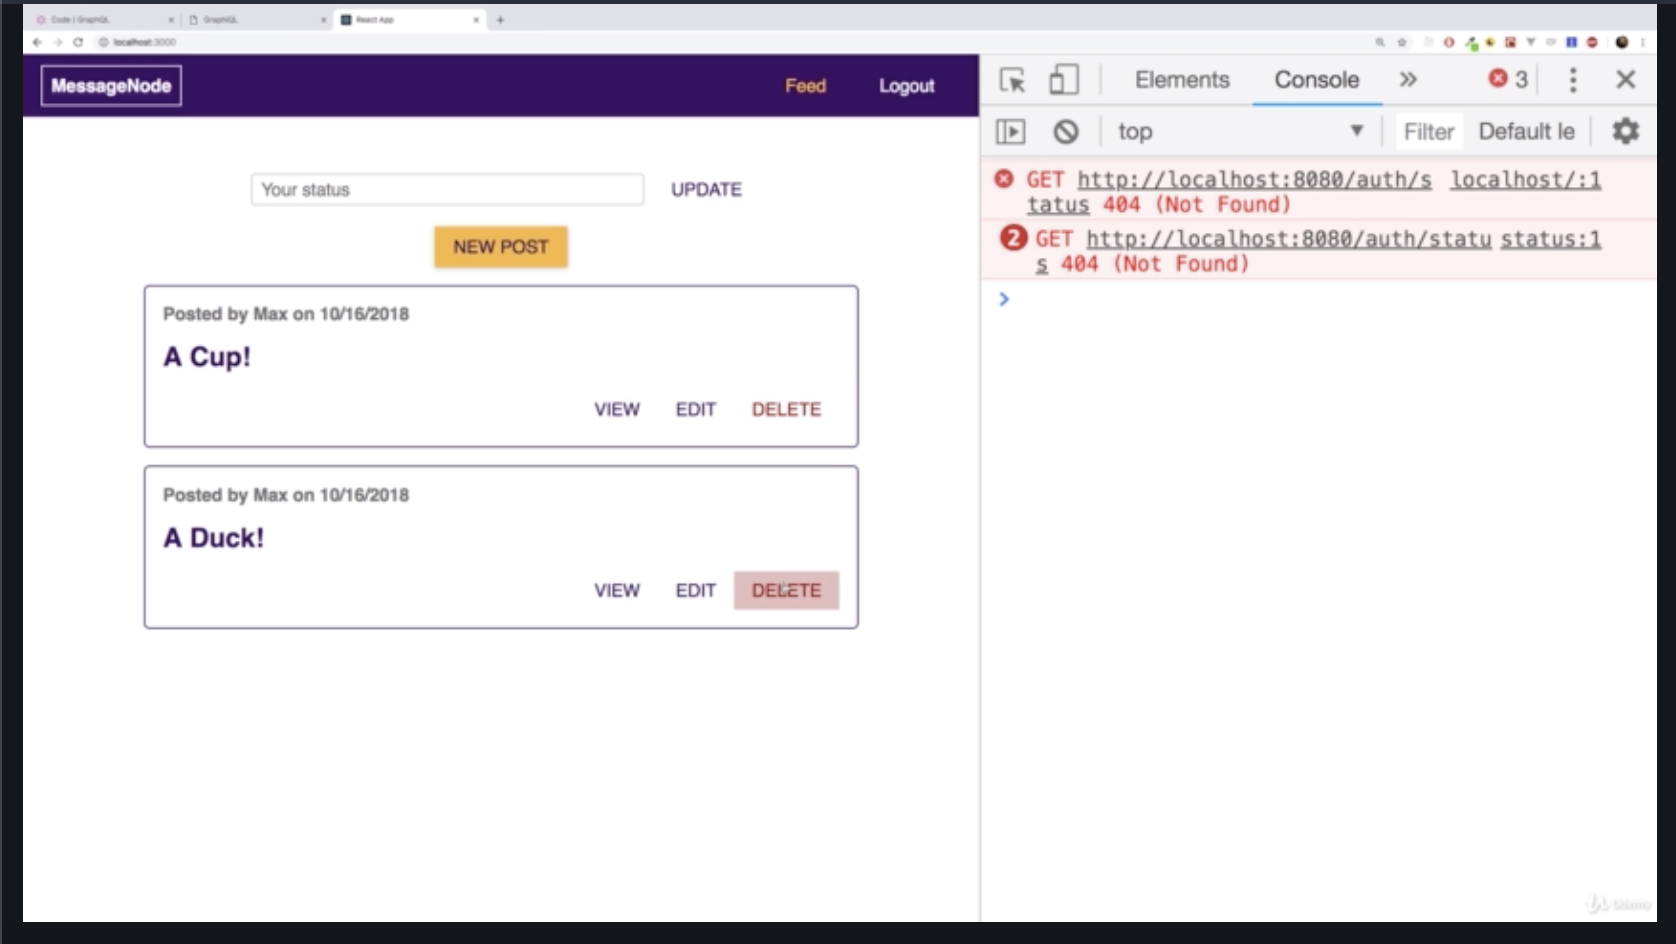 Code | GraphQL
GraphiQL
React App
localhost:3000
MessageNode
Feed
Logout
Your status
UPDATE
NEW POST
Posted by Max on 10/16/2018
A Cup!
VIEW EDIT DELETE
Posted by Max on 10/16/2018
A Duck!
VIEW EDIT DELETE
Elements Console » 3
top Filter Default le
GET http://localhost:8080/auth/s localhost/:1
tatus 404 (Not Found)
2 GET http://localhost:8080/auth/statu status:1
s 404 (Not Found)
Udemy